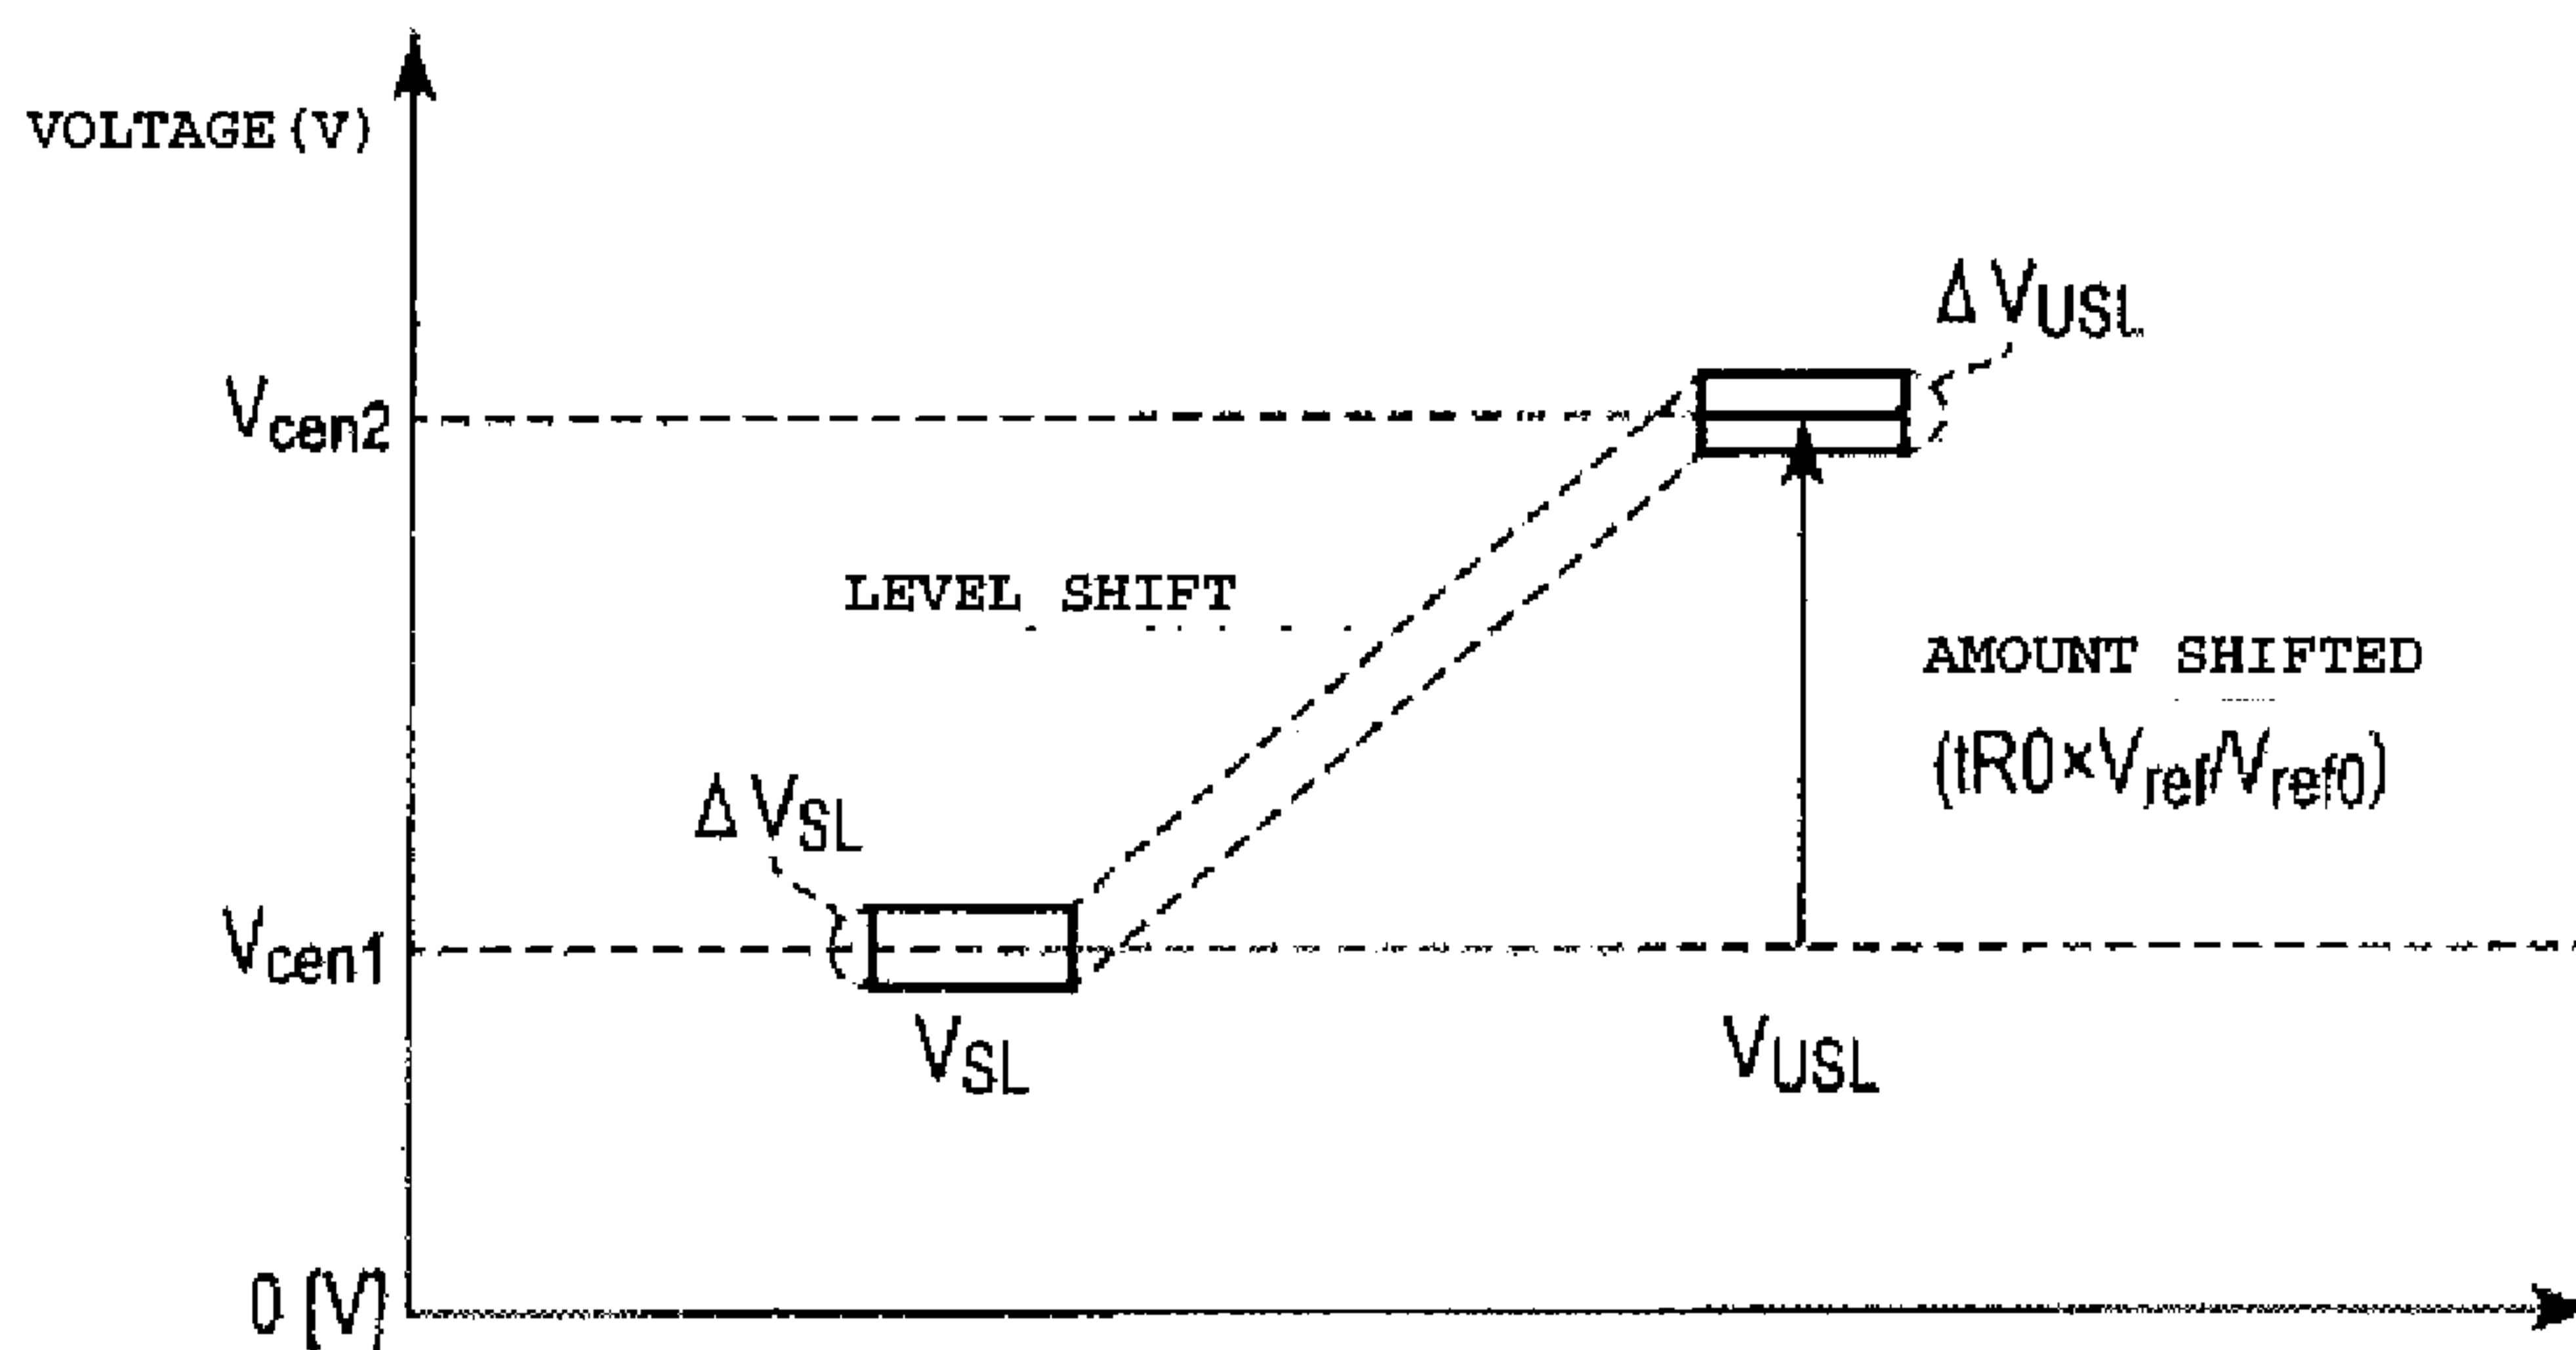 VOLTAGE (V)
ΔVUSL
Vcen2
LEVEL SHIFT
AMOUNT SHIFTED
(tR0×Vref/Vref0)
ΔVSL
Vcen1
VSL
VUSL
0 [V]